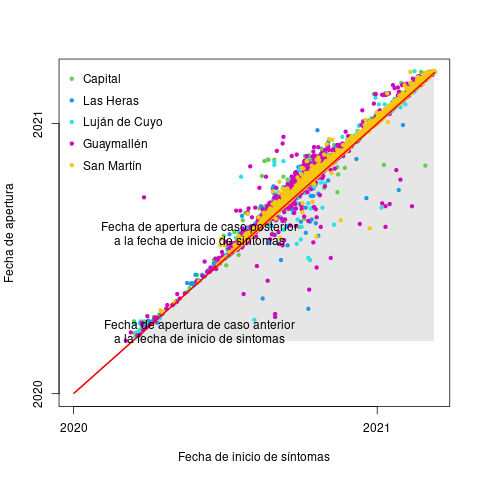 Capital
Las Heras
Luján de Cuyo
Guaymallén
San Martín
Fecha de apertura de caso posterior
a la fecha de inicio de sintomas
Fecha de apertura de caso anterior
a la fecha de inicio de sintomas
2021
2020
Fecha de apertura
2020
2021
Fecha de inicio de síntomas